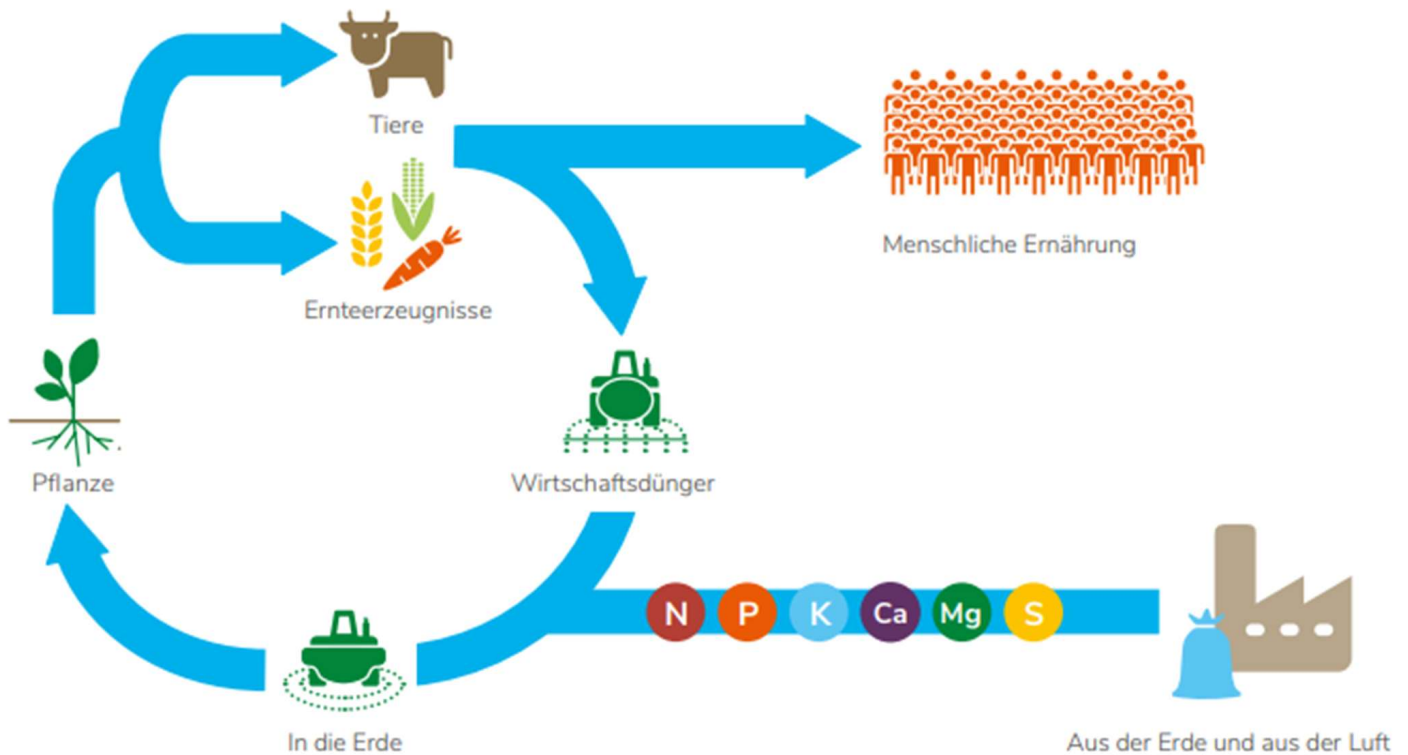 Tiere
Menschliche Ernährung
Ernteerzeugnisse
Pflanze
Wirtschaftsdünger
N P K Ca Mg S
In die Erde
Aus der Erde und aus der Luft